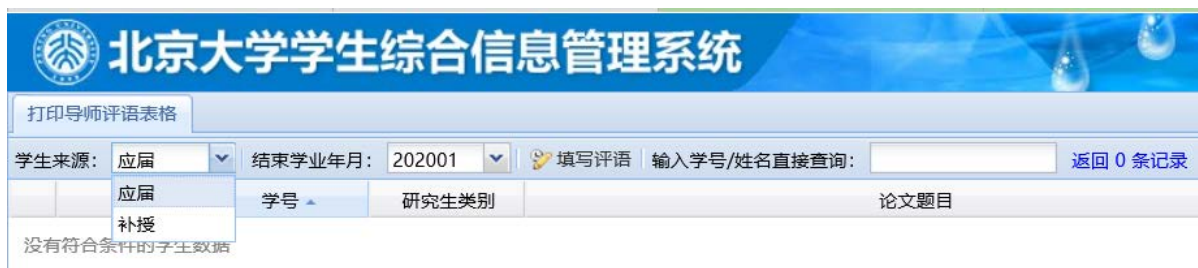 北京大学学生综合信息管理系统
打印导师评语表格
学生来源： 应届 结束学业年月： 202001 填写评语 输入学号/姓名直接查询： 返回 0 条记录
应届 学号 研究生类别 论文题目
补授
没有符合条件的学生数据